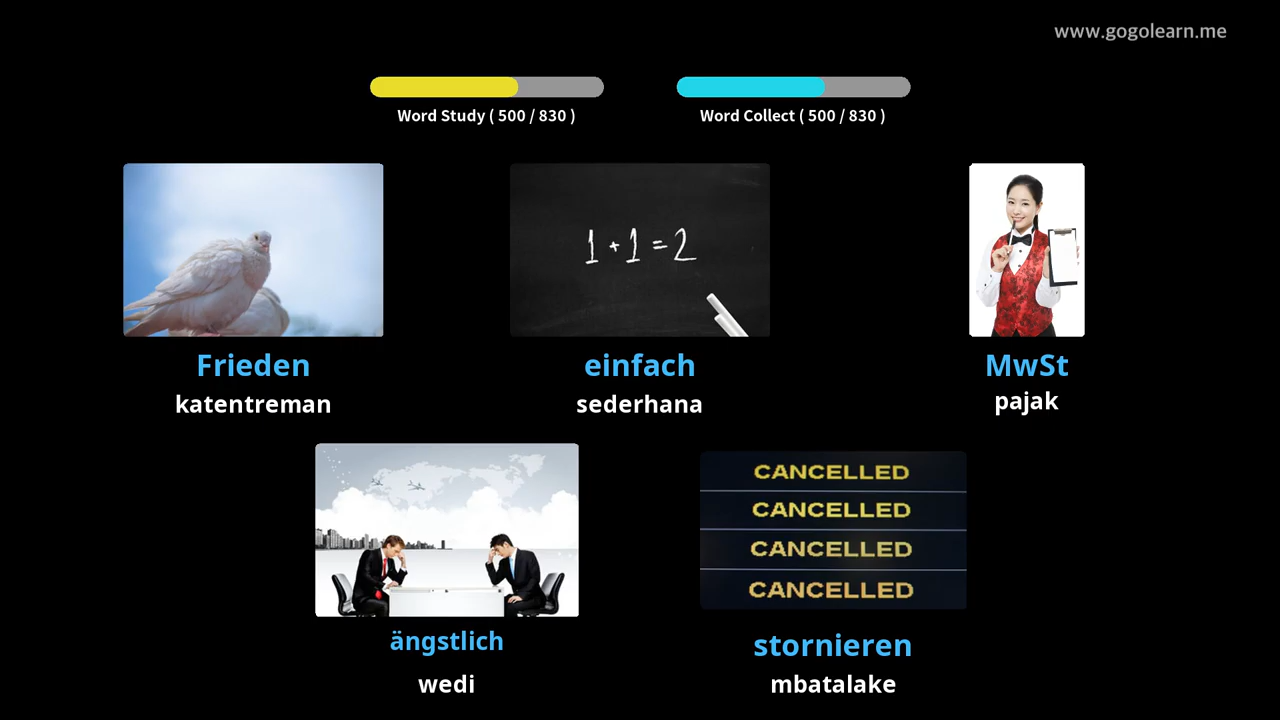 www.gogolearn.me
Word Study ( 500 / 830 )
Word Collect ( 500 / 830 )
1+1=2
Frieden
katentreman
einfach
sederhana
MwSt
pajak
CANCELLED
CANCELLED
CANCELLED
CANCELLED
ängstlich
wedi
stornieren
mbatalake